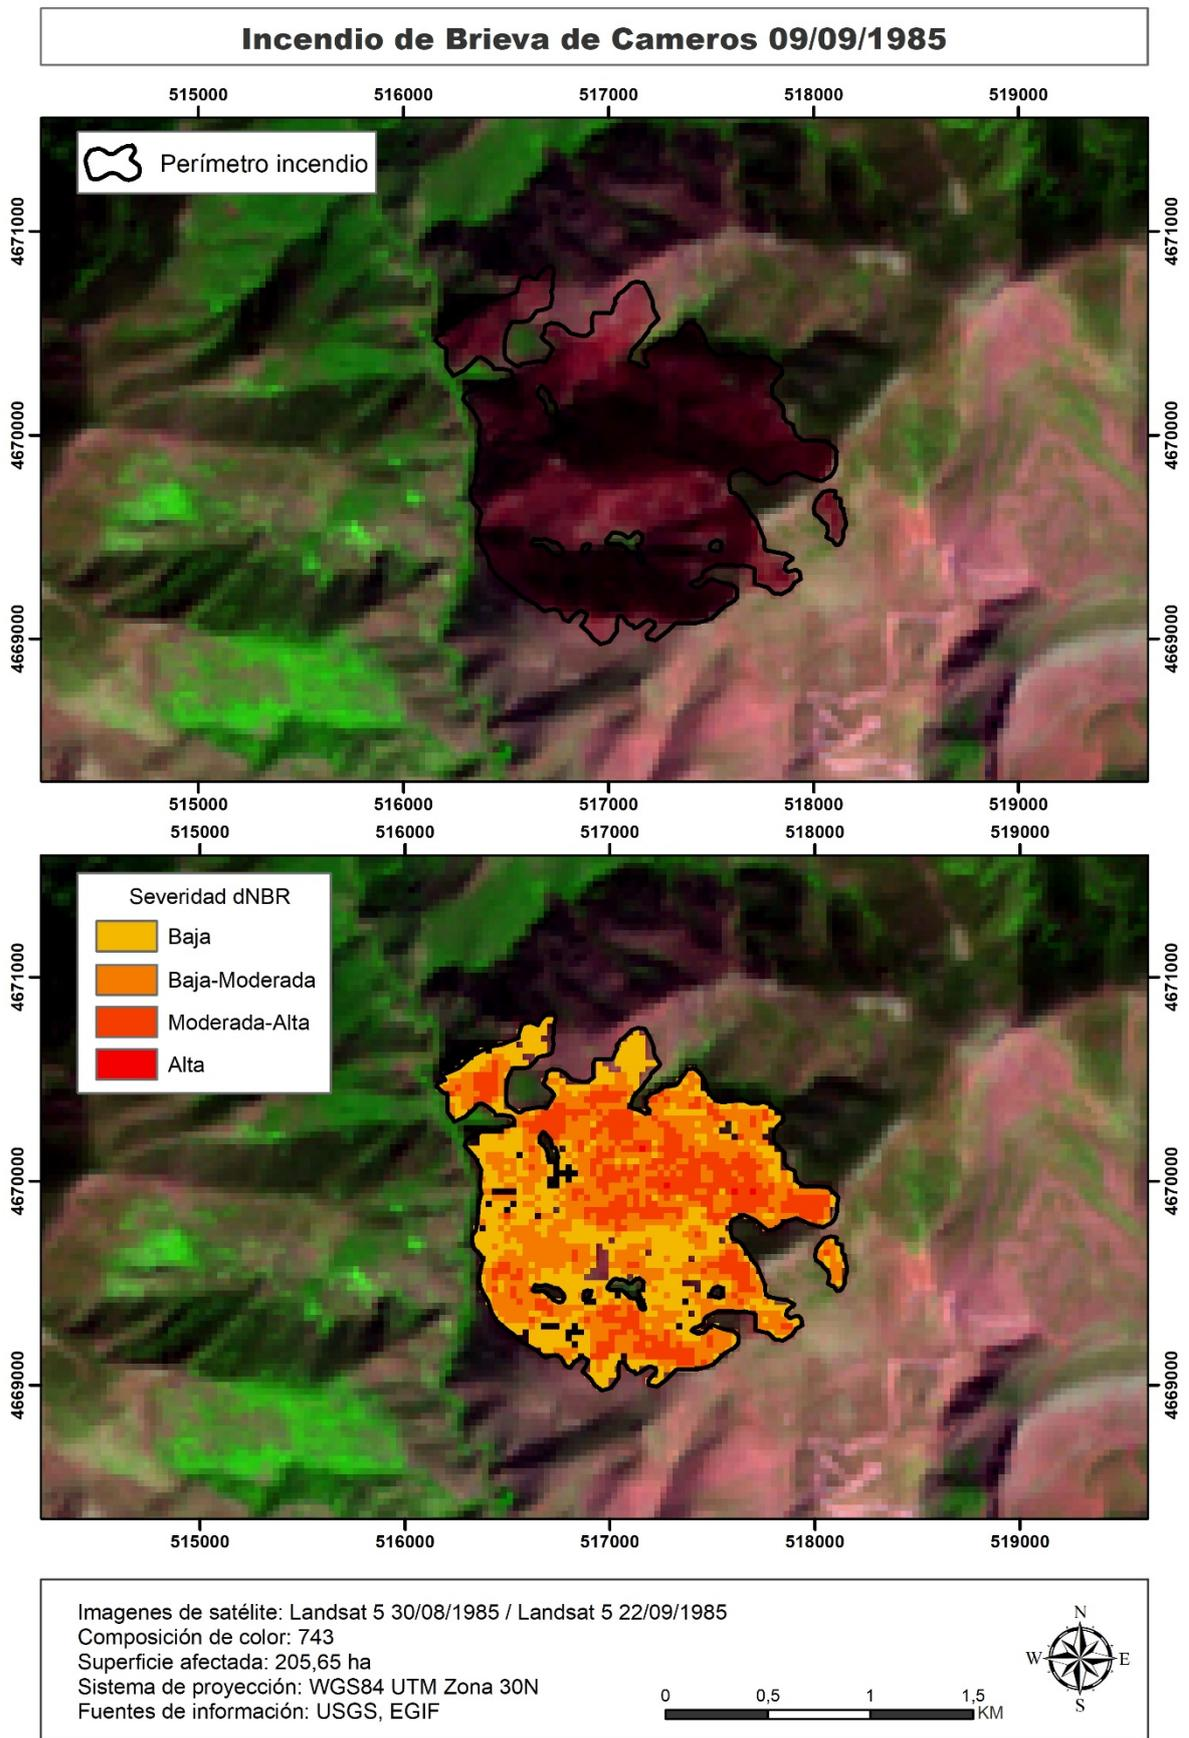 Incendio de Brieva de Cameros 09/09/1985
515000 516000 517000 518000 519000
Perímetro incendio
4671000 4671000
4670000 4670000
4669000 4669000
515000 516000 517000 518000 519000
515000 516000 517000 518000 519000
Severidad dNBR
Baja
Baja-Moderada
Moderada-Alta
Alta
4671000 4671000
4670000 4670000
4669000 4669000
515000 516000 517000 518000 519000
Imagenes de satélite: Landsat 5 30/08/1985 / Landsat 5 22/09/1985
Composición de color: 743
Superficie afectada: 205,65 ha
Sistema de proyección: WGS84 UTM Zona 30N
Fuentes de información: USGS, EGIF
N
W E
S
0 0,5 1 1,5
KM